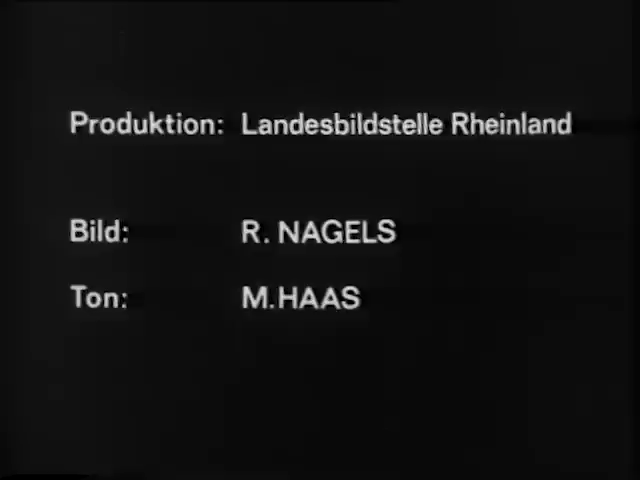 Produktion: Landesbildstelle Rheinland
Bild: R. NAGELS
Ton: M.HAAS